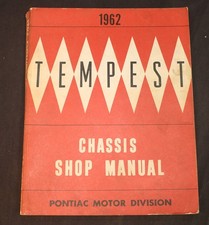 1962
TEMPEST
CHASSIS
SHOP MANUAL
PONTIAC MOTOR DIVISION